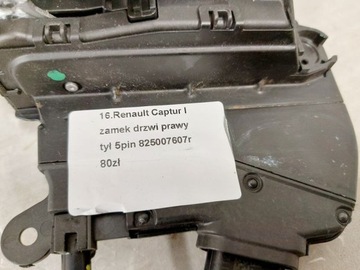 16.Renault Captur I
zamek drzwi prawy
tył 5pin 825007607r
80zł